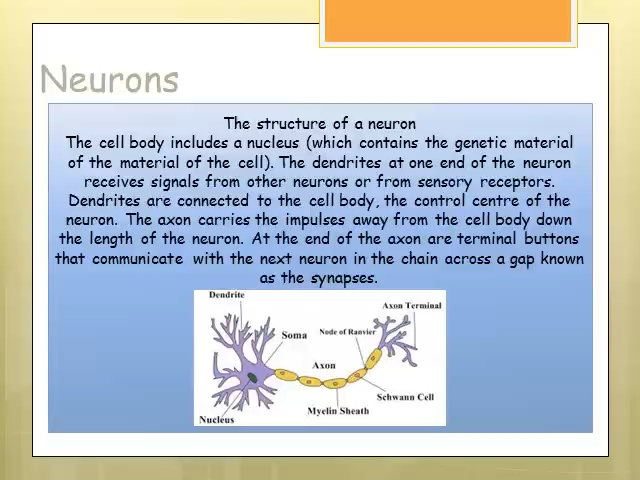 Neurons
The structure of a neuron
The cell body includes a nucleus (which contains the genetic material
of the material of the cell). The dendrites at one end of the neuron
receives signals from other neurons or from sensory receptors.
Dendrites are connected to the cell body, the control centre of the
neuron. The axon carries the impulses away from the cell body down
the length of the neuron. At the end of the axon are terminal buttons
that communicate with the next neuron in the chain across a gap known
as the synapses.
Dendrite
Axon Terminal
Soma
Node of Ranvier
Axon
Schwann Cell
Myelin Sheath
Nucleus